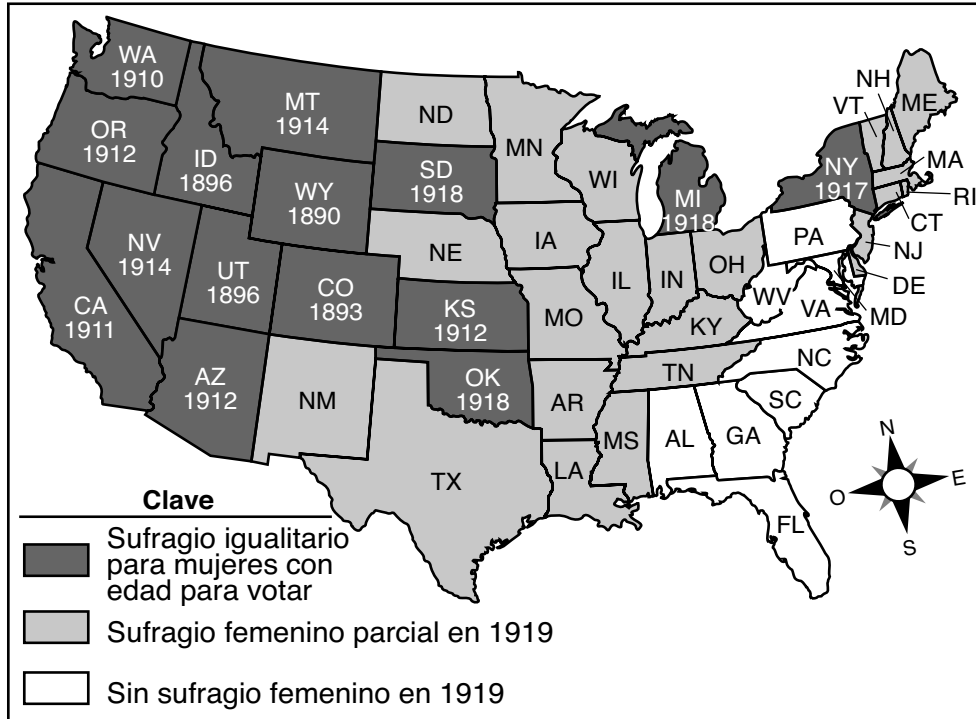 WA
1910
MT
1914
ND
OR
1912
ID
1896
MN
SD
1918
WY
1890
WI
MI
1918
NH
VT
ME
NY
1917
MA
RI
CT
NJ
PA
DE
MD
NV
1914
UT
1896
CO
1893
NE
IA
IL
IN
OH
WV
VA
CA
1911
KS
1912
MO
KY
NC
AZ
1912
NM
OK
1918
AR
TN
SC
MS
AL
GA
TX
LA
FL
N
E
O
S
Clave
Sufragio igualitario
para mujeres con
edad para votar
Sufragio femenino parcial en 1919
Sin sufragio femenino en 1919